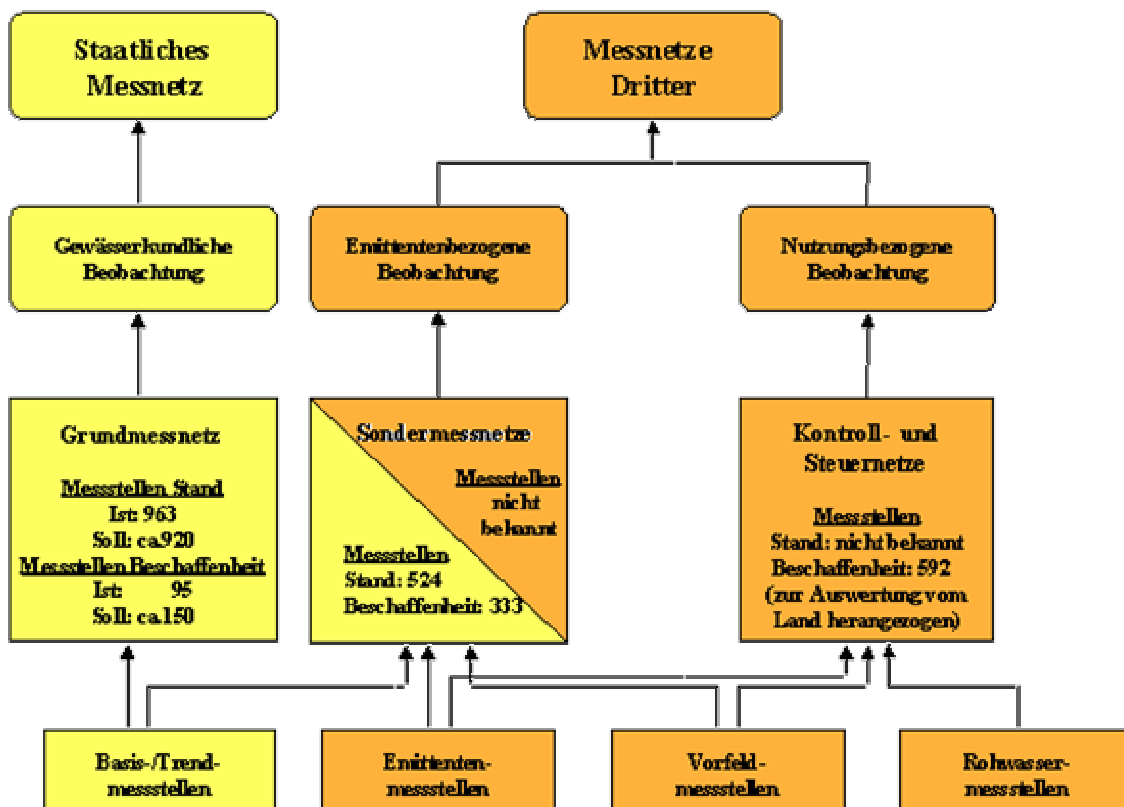 Staatliches
Messnetz
Messnetze
Dritter
Gewässerkundliche
Beobachtung
Emittentenbezogene
Beobachtung
Nutzungsbezogene
Beobachtung
Grundmessnetz
Messstellen Stand
Ist: 963
Soll: ca.920
Messstellen Beschaffenheit
Ist: 95
Soll: ca.150
Sondermessnetze
Messstellen
nicht
bekannt
Messstellen
Stand: 524
Beschaffenheit: 333
Kontroll- und
Steuernetze
Messstellen
Stand: nicht bekannt
Beschaffenheit: 592
(zur Auswertung vom
Land herangezogen)
Basis-/Trend-
messstellen
Emittenten-
messstellen
Vorfeld-
messstellen
Rohwasser-
messstellen